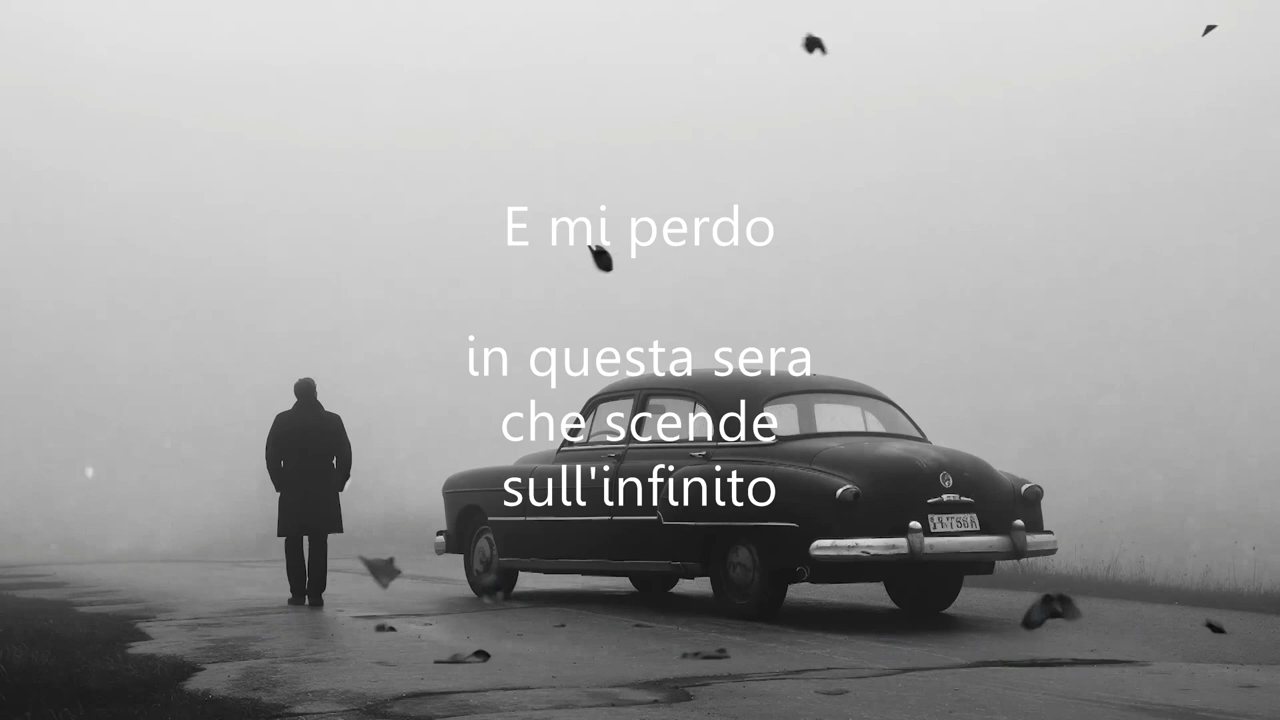 E mi perdo
in questa sera
che scende
sull'infinito